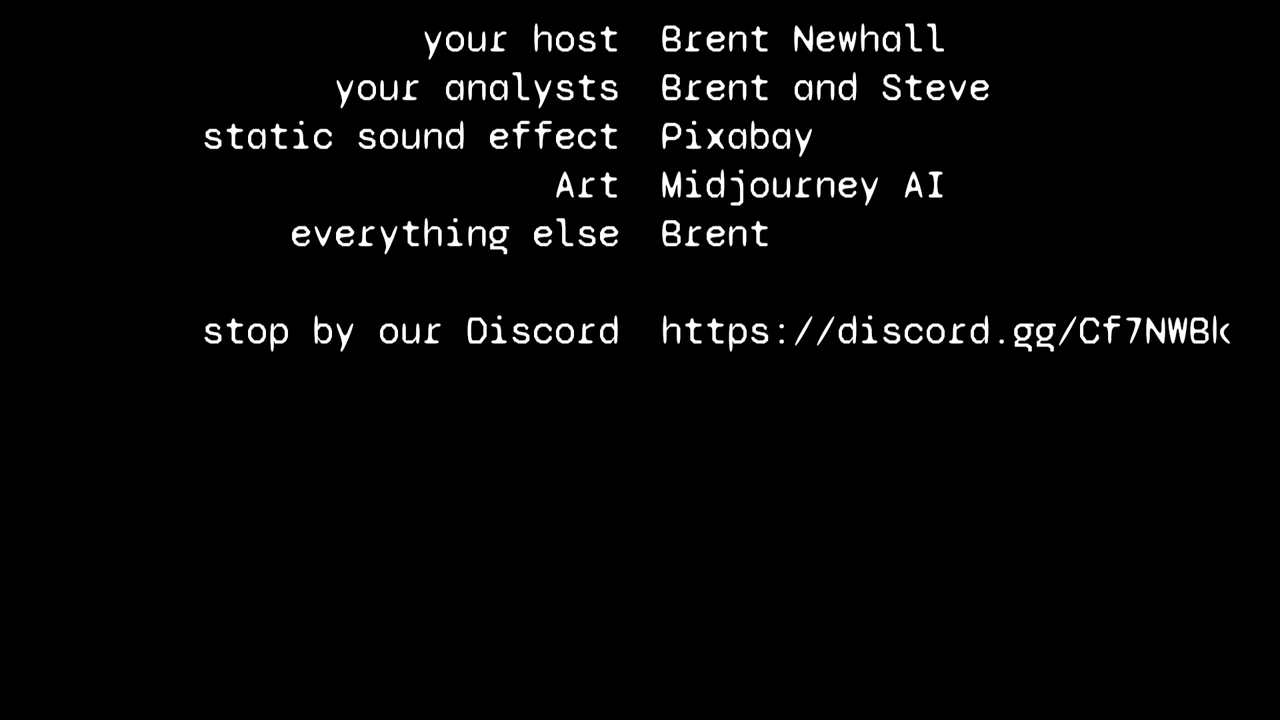 your host Brent Newhall
your analysts Brent and Steve
static sound effect Pixabay
Art Midjourney AI
everything else Brent
stop by our Discord https://discord.gg/Cf7NWBk